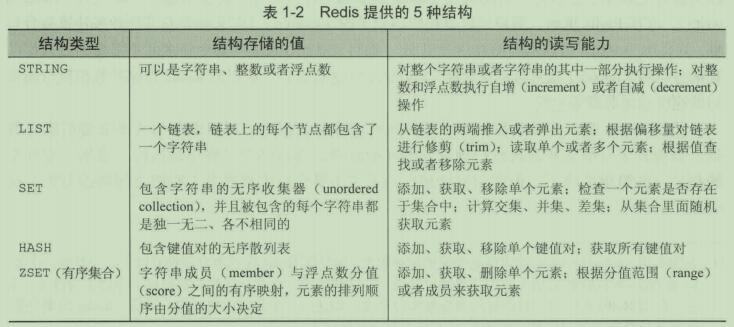 表 1-2 Redis 提供的 5 种结构
结构类型 结构存储的值 结构的读写能力
STRING 可以是字符串、整数或者浮点数 对整个字符串或者字符串的其中一部分执行操作；对整
数和浮点数执行自增（increment）或者自减（decrement）
操作
LIST 一个链表，链表上的每个节点都包含了 从链表的两端推入或者弹出元素；根据偏移量对链表
一个字符串 进行修剪（trim）；读取单个或者多个元素；根据值查
找或者移除元素
SET 包含字符串的无序收集器（unordered 添加、获取、移除单个元素；检查一个元素是否存在
collection），并且被包含的每个字符串都 于集合中；计算交集、并集、差集；从集合里面随机
是独一无二、各不相同的 获取元素
HASH 包含键值对的无序散列表 添加、获取、移除单个键值对；获取所有键值对
ZSET（有序集合） 字符串成员（member）与浮点数分值 添加、获取、删除单个元素；根据分值范围（range）
（score）之间的有序映射，元素的排列顺 或者成员来获取元素
序由分值的大小决定